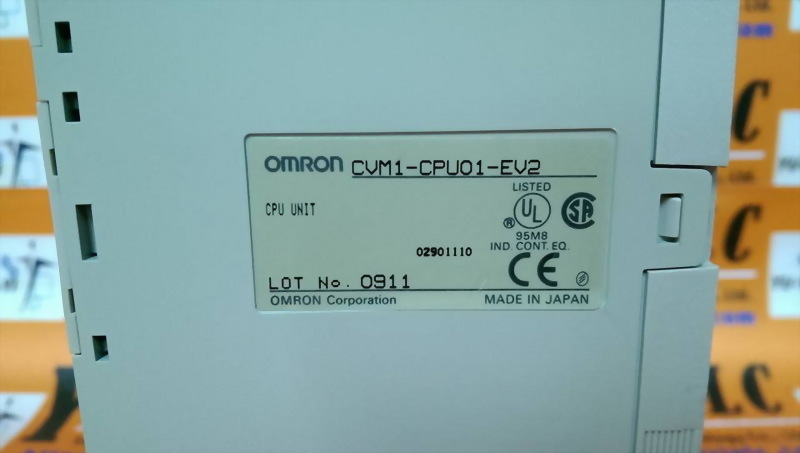 OMRON CVM1-CPU01-EV2
LISTED
CPU UNIT
UL
SA
®
95M8
02901110
IND. CONT. EQ.
CE
LOT No. 0911
OMRON Corporation
MADE IN JAPAN